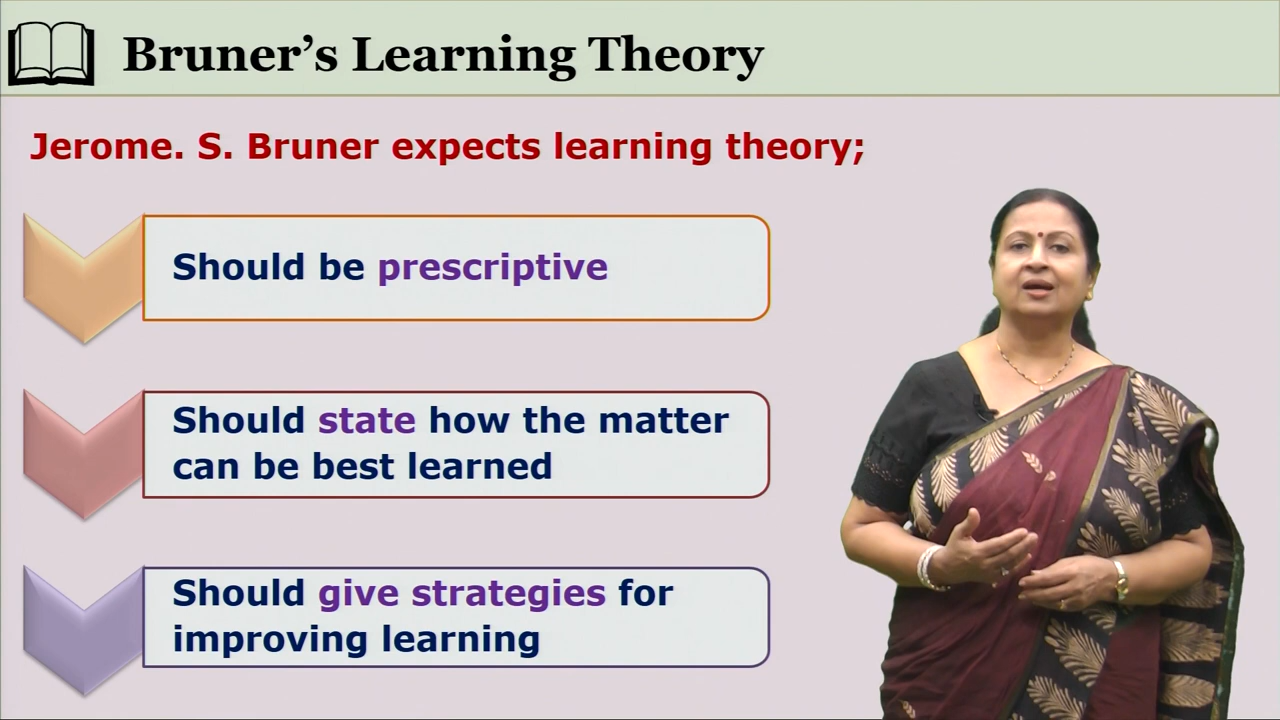 Bruner’s Learning Theory
Jerome. S. Bruner expects learning theory;
Should be prescriptive
Should state how the matter
can be best learned
Should give strategies for
improving learning